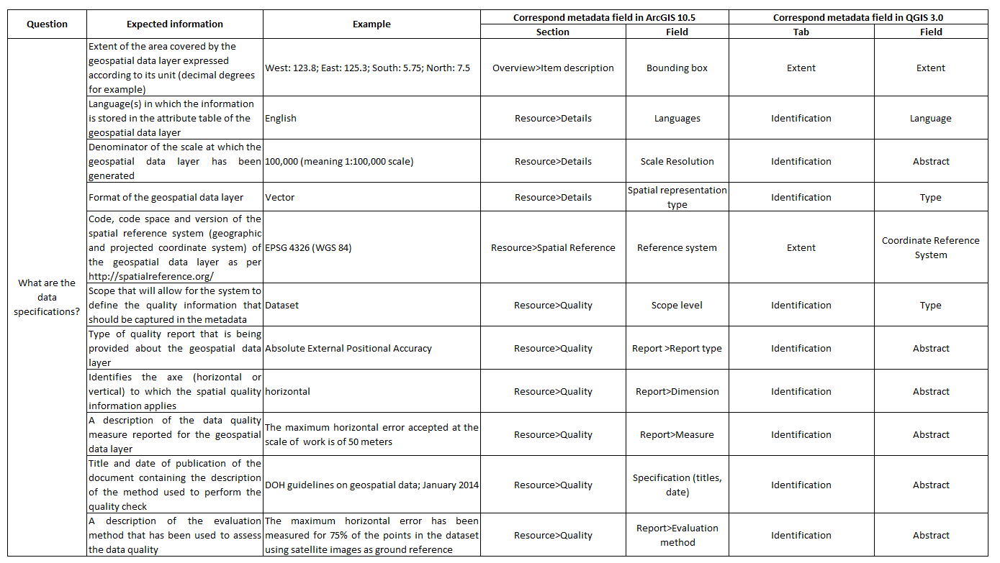 Question
Expected information
Example
Correspond metadata field in ArcGIS 10.5
Correspond metadata field in QGIS 3.0
Section
Field
Tab
Field
What are the
data
specifications?
Extent of the area covered by the
geospatial data layer expressed
according to its unit (decimal degrees
for example)
West: 123.8; East: 125.3; South: 5.75; North: 7.5
Overview>Item description
Bounding box
Extent
Extent
Language(s) in which the information
is stored in the attribute table of the
geospatial data layer
English
Resource>Details
Languages
Identification
Language
Denominator of the scale at which the
geospatial data layer has been
generated
100,000 (meaning 1:100,000 scale)
Resource>Details
Scale Resolution
Identification
Abstract
Format of the geospatial data layer
Vector
Resource>Details
Spatial representation
type
Identification
Type
Code, code space and version of the
spatial reference system (geographic
and projected coordinate system) of
the geospatial data layer as per
http://spatialreference.org/
EPSG 4326 (WGS 84)
Resource>Spatial Reference
Reference system
Extent
Coordinate Reference
System
Scope that will allow for the system to
define the quality information that
should be captured in the metadata
Dataset
Resource>Quality
Scope level
Identification
Type
Type of quality report that is being
provided about the geospatial data
layer
Absolute External Positional Accuracy
Resource>Quality
Report >Report type
Identification
Abstract
Identifies the axe (horizontal or
vertical) to which the spatial quality
information applies
horizontal
Resource>Quality
Report>Dimension
Identification
Abstract
A description of the data quality
measure reported for the geospatial
data layer
The maximum horizontal error accepted at the
scale of work is of 50 meters
Resource>Quality
Report>Measure
Identification
Abstract
Title and date of publication of the
document containing the description
of the method used to perform the
quality check
DOH guidelines on geospatial data; January 2014
Resource>Quality
Specification (titles,
date)
Identification
Abstract
A description of the evaluation
method that has been used to assess
the data quality
The maximum horizontal error has been
measured for 75% of the points in the dataset
using satellite images as ground reference
Resource>Quality
Report>Evaluation
method
Identification
Abstract